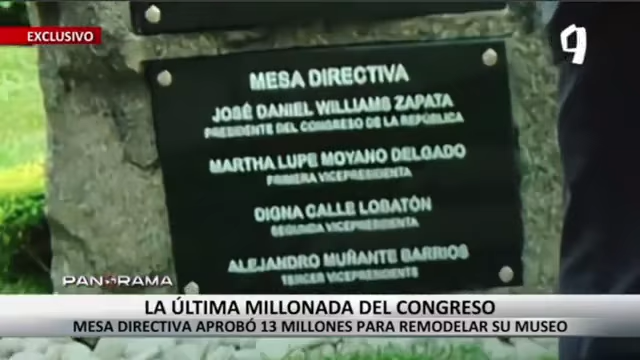 EXCLUSIVO
MESA DIRECTIVA
JOSÉ DANIEL WILLIAMS ZAPATA
PRESIDENTE DEL CONGRESO DE LA REPÚBLICA
MARTHA LUPE MOYANO DELGADO
PRIMERA VICEPRESIDENTA
DIGNA CALLE LOBATÓN
SEGUNDA VICEPRESIDENTA
ALEJANDRO MUÑANTE BARRIOS
TERCER VICEPRESIDENTE
PANORAMA
LA ÚLTIMA MILLONADA DEL CONGRESO
MESA DIRECTIVA APROBÓ 13 MILLONES PARA REMODELAR SU MUSEO